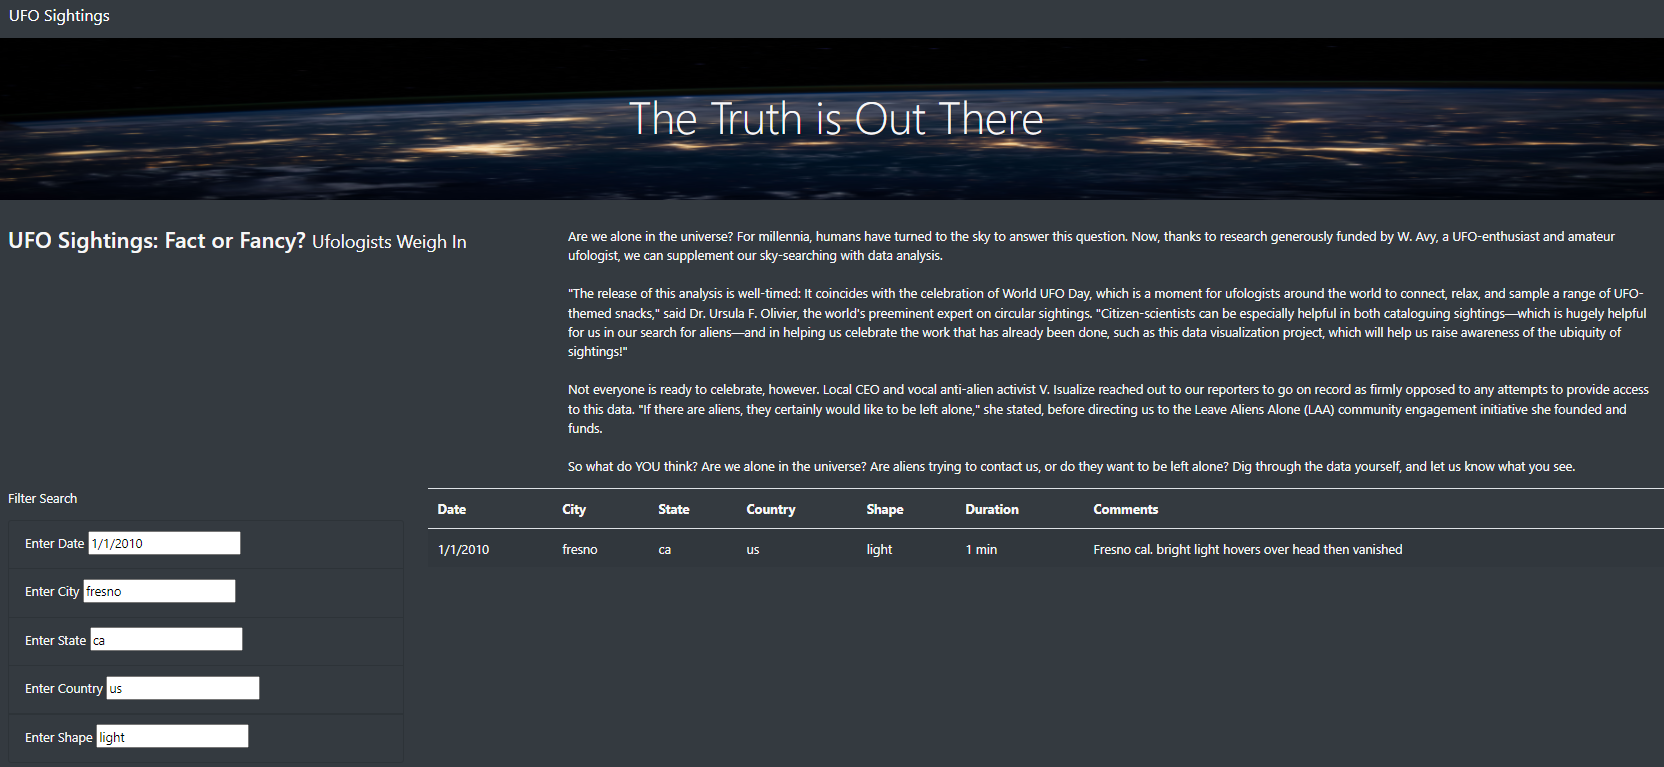 UFO Sightings
The Truth is Out There
UFO Sightings: Fact or Fancy? Ufologists Weigh In
Are we alone in the universe? For millennia, humans have turned to the sky to answer this question. Now, thanks to research generously funded by W. Avy, a UFO-enthusiast and amateur
ufologist, we can supplement our sky-searching with data analysis.
"The release of this analysis is well-timed: It coincides with the celebration of World UFO Day, which is a moment for ufologists around the world to connect, relax, and sample a range of UFO-
themed snacks," said Dr. Ursula F. Olivier, the world's preeminent expert on circular sightings. "Citizen-scientists can be especially helpful in both cataloguing sightings—which is hugely helpful
for us in our search for aliens—and in helping us celebrate the work that has already been done, such as this data visualization project, which will help us raise awareness of the ubiquity of
sightings!"
Not everyone is ready to celebrate, however. Local CEO and vocal anti-alien activist V. Isualize reached out to our reporters to go on record as firmly opposed to any attempts to provide access
to this data. "If there are aliens, they certainly would like to be left alone," she stated, before directing us to the Leave Aliens Alone (LAA) community engagement initiative she founded and
funds.
So what do YOU think? Are we alone in the universe? Are aliens trying to contact us, or do they want to be left alone? Dig through the data yourself, and let us know what you see.
Filter Search
Enter Date 1/1/2010
Enter City fresno
Enter State ca
Enter Country us
Enter Shape light
Date City State Country Shape Duration Comments
1/1/2010 fresno ca us light 1 min Fresno cal. bright light hovers over head then vanished